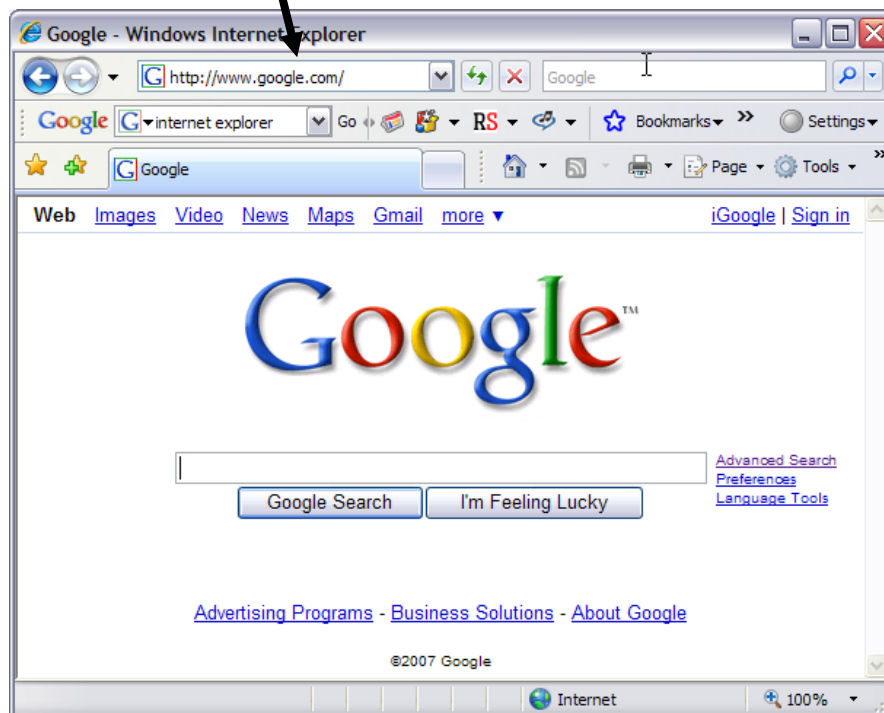 Google - Windows Internet Explorer
G http://www.google.com/ Google
Google G internet explorer Go RS Bookmarks » Settings
G Google Page Tools »
Web Images Video News Maps Gmail more ▼ iGoogle | Sign in
Google™
Advanced Search
Preferences
Language Tools
Google Search I'm Feeling Lucky
Advertising Programs - Business Solutions - About Google
©2007 Google
Internet 100%